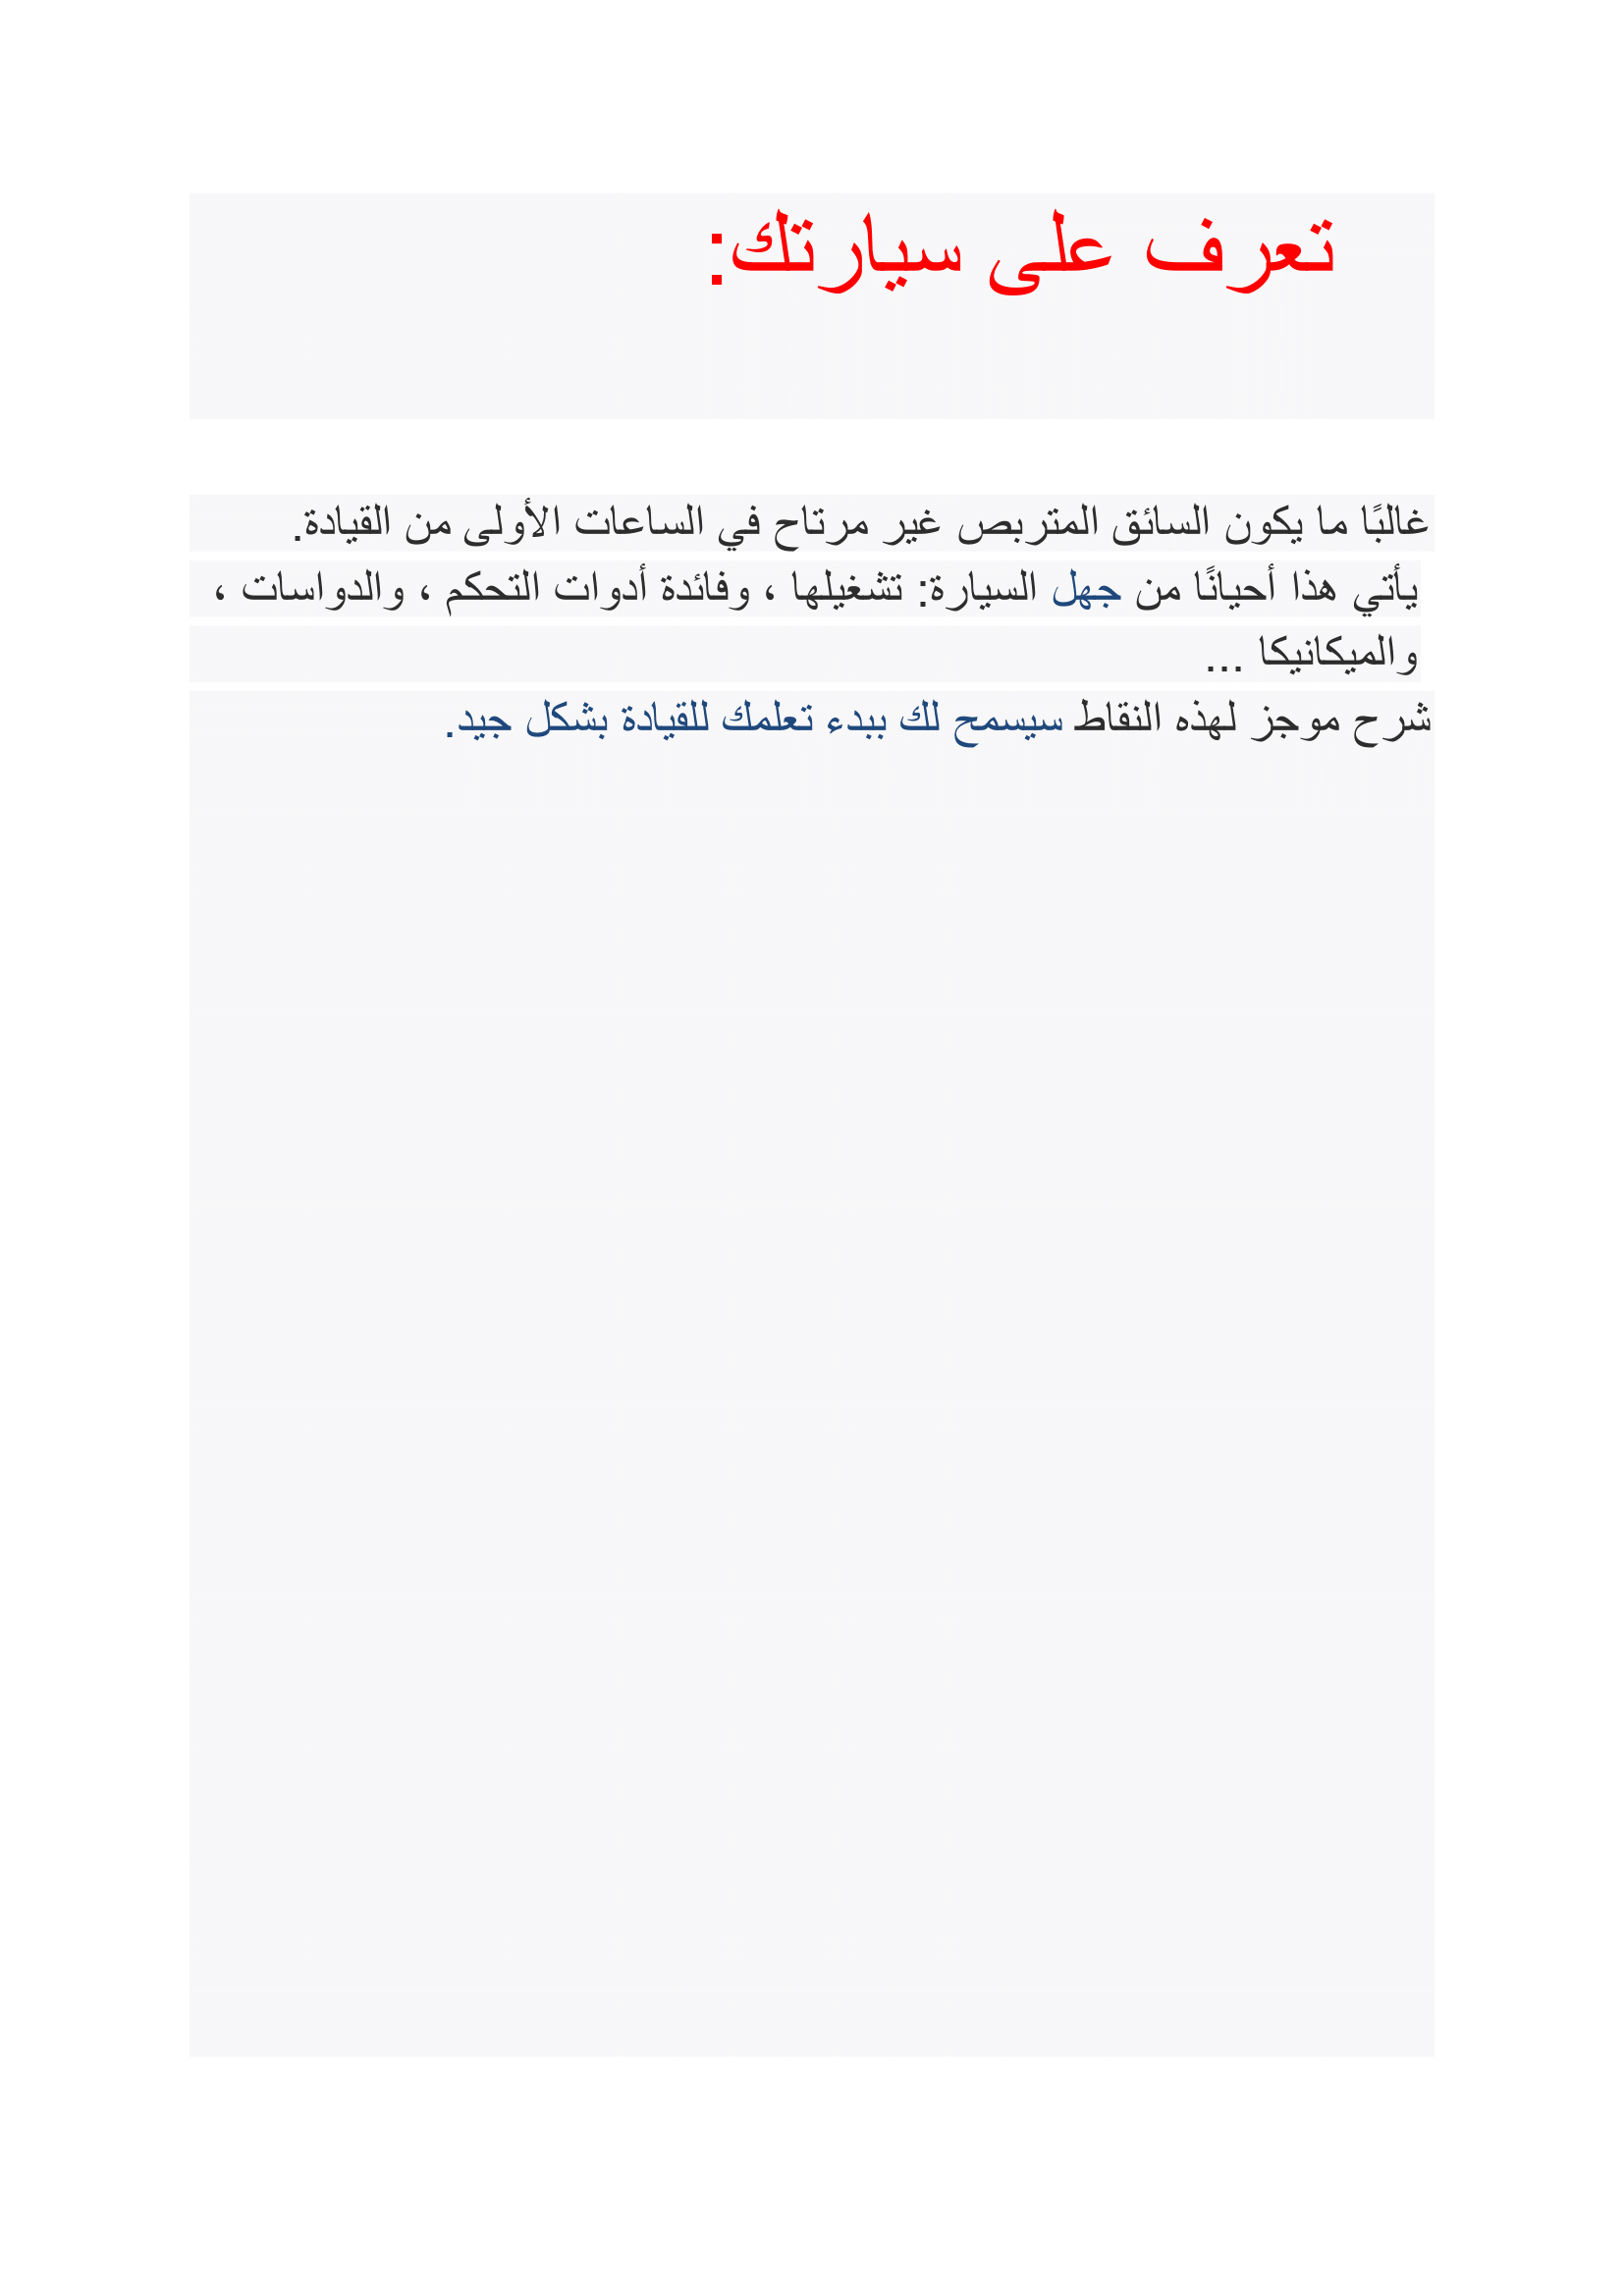 تعرف على سيارتك:
غالبًا ما يكون السائق المتربص غير مرتاح في الساعات الأولى من القيادة.
يأتي هذا أحيانًا من جهل السيارة: تشغيلها ، وفائدة أدوات التحكم ، والدواسات ،
والميكانيكا ...
شرح موجز لهذه النقاط سيسمح لك ببدء تعلمك للقيادة بشكل جيد.